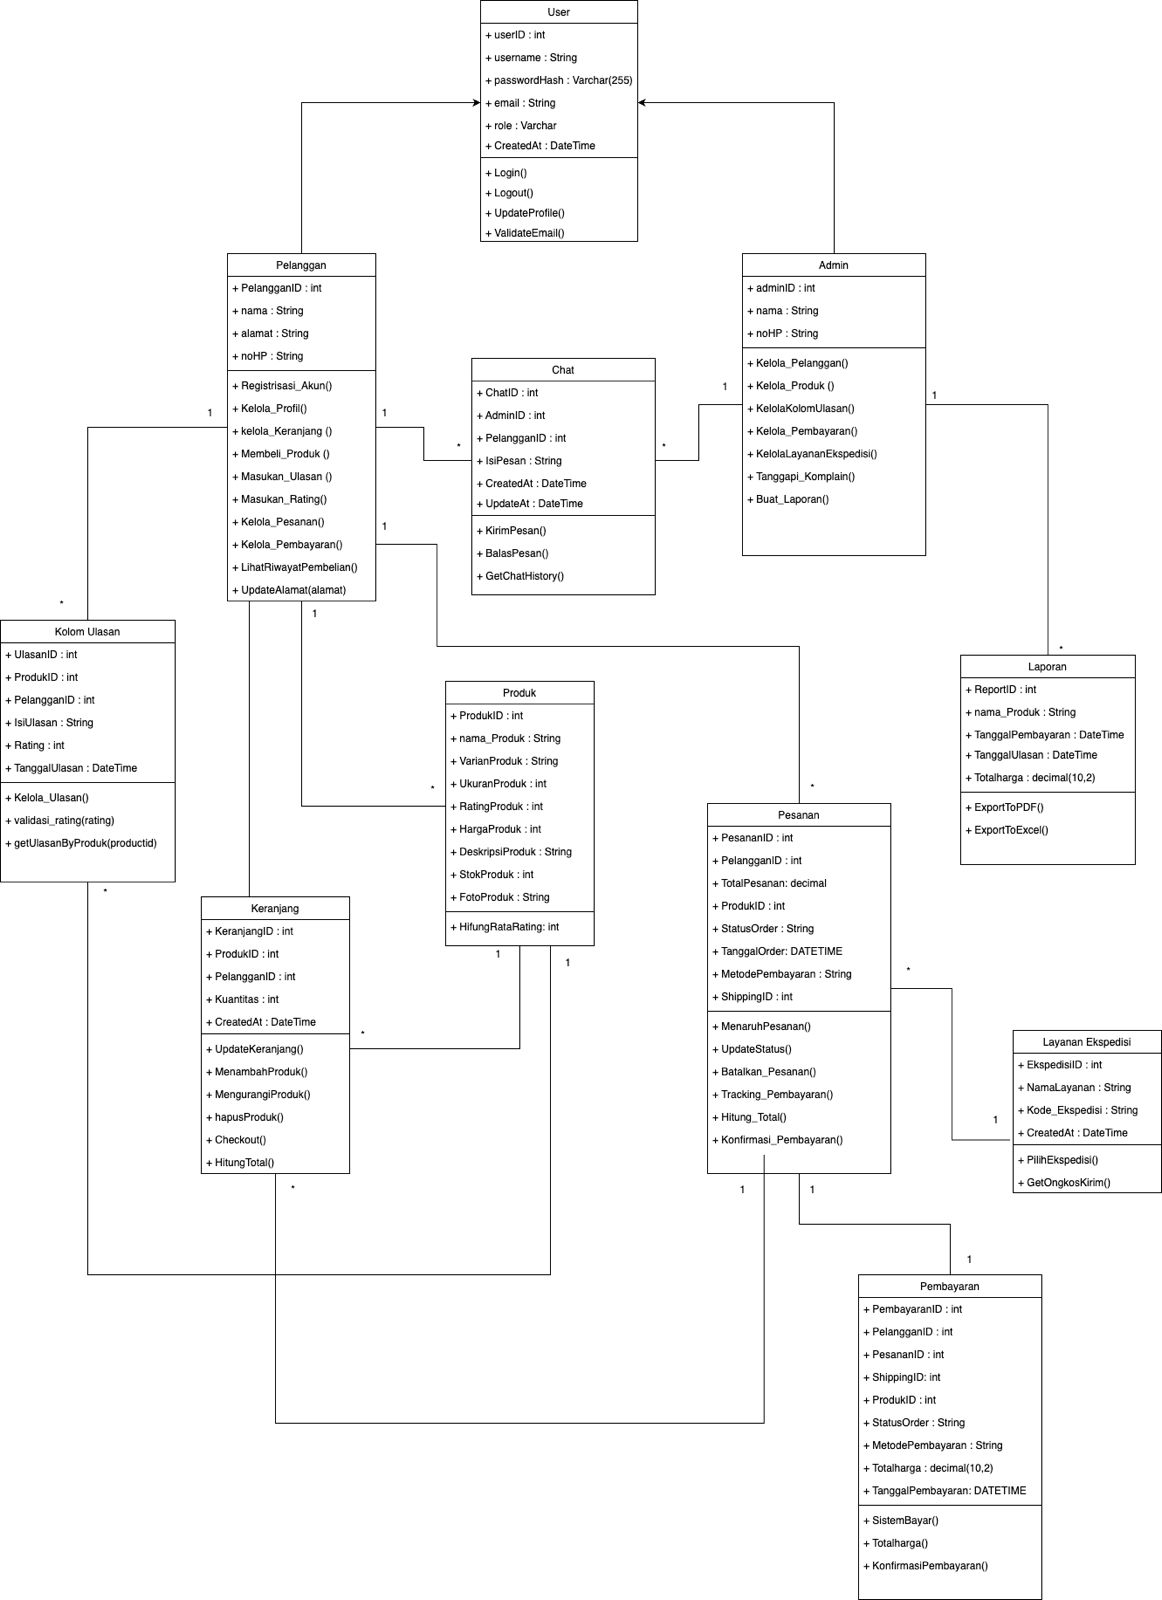 User
+ userID : int
+ username : String
+ passwordHash : Varchar(255)
+ email : String
+ role : Varchar
+ CreatedAt : DateTime
+ Login()
+ Logout()
+ UpdateProfile()
+ ValidateEmail()
Pelanggan
+ PelangganID : int
+ nama : String
+ alamat : String
+ noHP : String
+ Registrisasi_Akun()
+ Kelola_Profil()
+ kelola_Keranjang ()
+ Membeli_Produk ()
+ Masukan_Ulasan ()
+ Masukan_Rating()
+ Kelola_Pesanan()
+ Kelola_Pembayaran()
+ LihatRiwayatPembelian()
+ UpdateAlamat(alamat)
1
1
1
1
Chat
+ ChatID : int
+ AdminID : int
+ PelangganID : int
+ IsiPesan : String
+ CreatedAt : DateTime
+ UpdateAt : DateTime
+ KirimPesan()
+ BalasPesan()
+ GetChatHistory()
*
*
Admin
+ adminID : int
+ nama : String
+ noHP : String
+ Kelola_Pelanggan()
+ Kelola_Produk ()
+ KelolaKolomUlasan()
+ Kelola_Pembayaran()
+ KelolaLayananEkspedisi()
+ Tanggapi_Komplain()
+ Buat_Laporan()
1
1
*
Kolom Ulasan
+ UlasanID : int
+ ProdukID : int
+ PelangganID : int
+ IsiUlasan : String
+ Rating : int
+ TanggalUlasan : DateTime
+ Kelola_Ulasan()
+ validasi_rating(rating)
+ getUlasanByProduk(productid)
*
*
Laporan
+ ReportID : int
+ nama_Produk : String
+ TanggalPembayaran : DateTime
+ TanggalUlasan : DateTime
+ Totalharga : decimal(10,2)
+ ExportToPDF()
+ ExportToExcel()
*
Produk
+ ProdukID : int
+ nama_Produk : String
+ VarianProduk : String
+ UkuranProduk : int
+ RatingProduk : int
+ HargaProduk : int
+ DeskripsiProduk : String
+ StokProduk : int
+ FotoProduk : String
+ HifungRataRating: int
1
1
Keranjang
+ KeranjangID : int
+ ProdukID : int
+ PelangganID : int
+ Kuantitas : int
+ CreatedAt : DateTime
+ UpdateKeranjang()
+ MenambahProduk()
+ MengurangiProduk()
+ hapusProduk()
+ Checkout()
+ HitungTotal()
*
*
*
Pesanan
+ PesananID : int
+ PelangganID : int
+ TotalPesanan: decimal
+ ProdukID : int
+ StatusOrder : String
+ TanggalOrder: DATETIME
+ MetodePembayaran : String
+ ShippingID : int
+ MenaruhPesanan()
+ UpdateStatus()
+ Batalkan_Pesanan()
+ Tracking_Pembayaran()
+ Hitung_Total()
+ Konfirmasi_Pembayaran()
*
1
1
Layanan Ekspedisi
+ EkspedisiID : int
+ NamaLayanan : String
+ Kode_Ekspedisi : String
+ CreatedAt : DateTime
+ PilihEkspedisi()
+ GetOngkosKirim()
1
1
Pembayaran
+ PembayaranID : int
+ PelangganID : int
+ PesananID : int
+ ShippingID: int
+ ProdukID : int
+ StatusOrder : String
+ MetodePembayaran : String
+ Totalharga : decimal(10,2)
+ TanggalPembayaran: DATETIME
+ SistemBayar()
+ Totalharga()
+ KonfirmasiPembayaran()